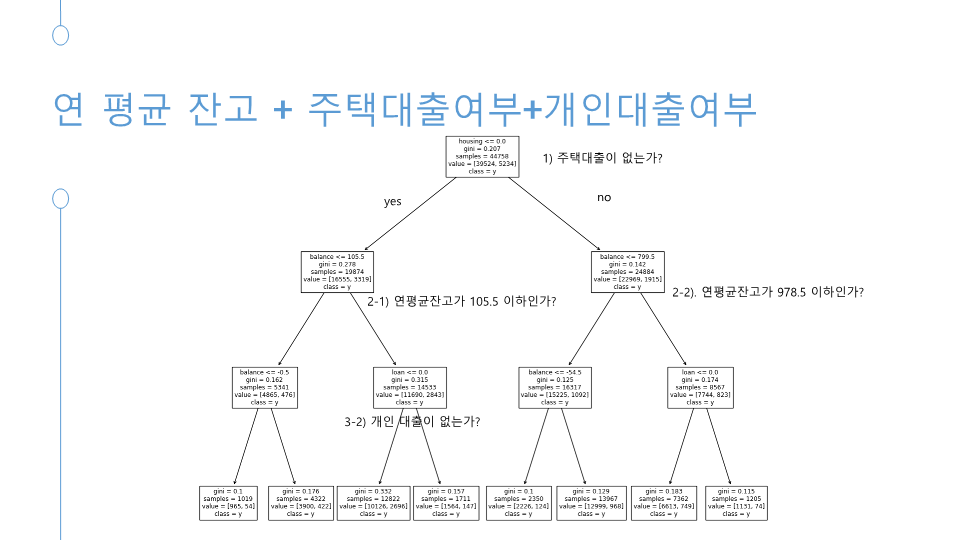 연 평균 잔고 + 주택대출여부+개인대출여부
housing <= 0.0
gini = 0.207
samples = 44758
value = [39524, 5234]
class = y
1) 주택대출이 없는가?
yes
no
balance <= 105.5
gini = 0.278
samples = 19874
value = [16555, 3319]
class = y
2-1) 연평균잔고가 105.5 이하인가?
balance <= 799.5
gini = 0.142
samples = 24884
value = [22969, 1915]
class = y
2-2). 연평균잔고가 978.5 이하인가?
balance <= -0.5
gini = 0.162
samples = 5341
value = [4865, 476]
class = y
loan <= 0.0
gini = 0.315
samples = 14533
value = [11690, 2843]
class = y
3-2) 개인 대출이 없는가?
balance <= -54.5
gini = 0.125
samples = 16317
value = [15225, 1092]
class = y
loan <= 0.0
gini = 0.174
samples = 8567
value = [7744, 823]
class = y
gini = 0.1
samples = 1019
value = [965, 54]
class = y
gini = 0.176
samples = 4322
value = [3900, 422]
class = y
gini = 0.332
samples = 12822
value = [10126, 2696]
class = y
gini = 0.157
samples = 1711
value = [1564, 147]
class = y
gini = 0.1
samples = 2350
value = [2226, 124]
class = y
gini = 0.129
samples = 13967
value = [12999, 968]
class = y
gini = 0.183
samples = 7362
value = [6613, 749]
class = y
gini = 0.115
samples = 1205
value = [1131, 74]
class = y